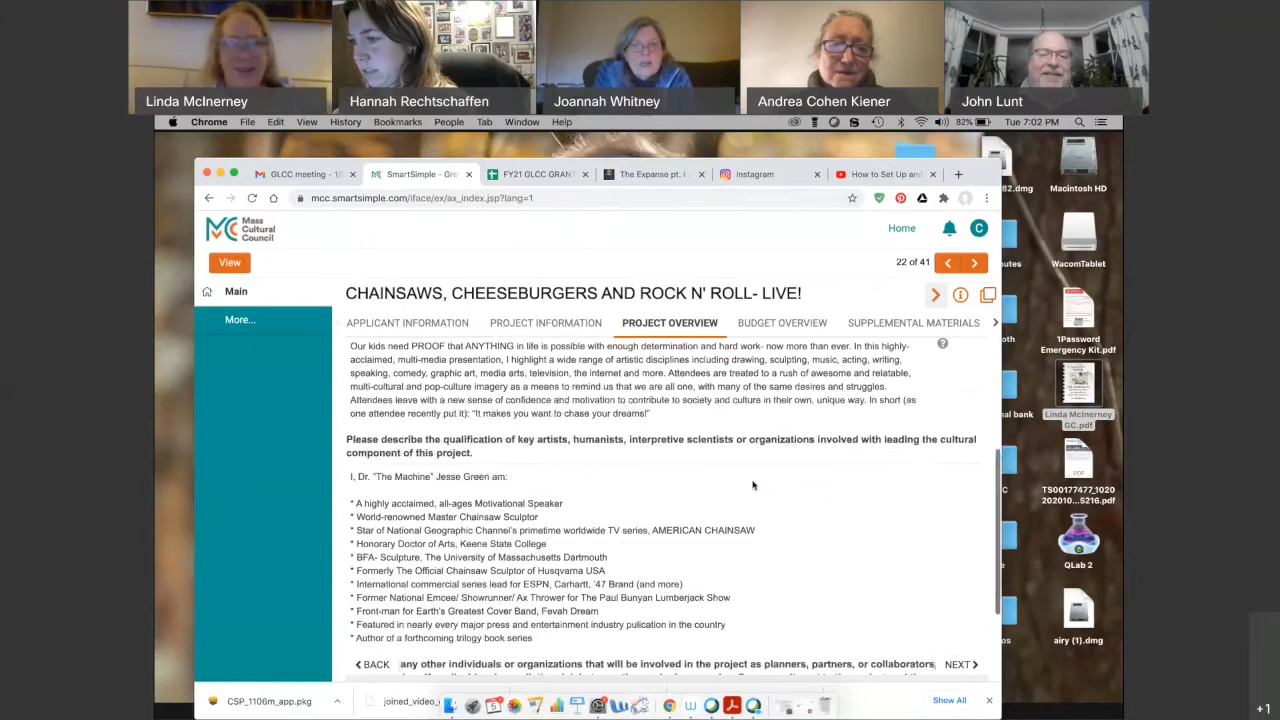 Linda McInerney
Hannah Rechtschaffen
Joannah Whitney
Andrea Cohen Kiener
John Lunt
Chrome File Edit View History Bookmarks People Tab Window Help
82% Tue 7:02 PM
GLCC meeting - 1/
SmartSimple - Gre
FY21 GLCC GRANT
The Expanse pt. I
Instagram
How to Set Up and
82.dmg
Macintosh HD
mcc.smartsimple.com/iface/ex/ax_index.jsp?lang=1
Mass
Cultural
Council
Home
C
View
22 of 41
utes
WacomTablet
Main
More...
CHAINSAWS, CHEESEBURGERS AND ROCK N' ROLL- LIVE!
APPLICANT INFORMATION
PROJECT INFORMATION
PROJECT OVERVIEW
BUDGET OVERVIEW
SUPPLEMENTAL MATERIALS
oth
1Password
Emergency Kit.pdf
Our kids need PROOF that ANYTHING in life is possible with enough determination and hard work- now more than ever. In this highly-
acclaimed, multi-media presentation, I highlight a wide range of artistic disciplines including drawing, sculpting, music, acting, writing,
speaking, comedy, graphic art, media arts, television, the internet and more. Attendees are treated to a rush of awesome and relatable,
multi-cultural and pop-culture imagery as a means to remind us that we are all one, with many of the same desires and struggles.
Attendees leave with a new sense of confidence and motivation to contribute to society and culture in their own, unique way. In short (as
one attendee recently put it): "It makes you want to chase your dreams!"
nal bank
Linda McInerney
GC.pdf
Please describe the qualification of key artists, humanists, interpretive scientists or organizations involved with leading the cultural
component of this project.
I, Dr. "The Machine" Jesse Green am:
PDF
C
TS00177477_1020
202010...5216.pdf
* A highly acclaimed, all-ages Motivational Speaker
* World-renowned Master Chainsaw Sculptor
* Star of National Geographic Channel's primetime worldwide TV series, AMERICAN CHAINSAW
* Honorary Doctor of Arts, Keene State College
* BFA- Sculpture, The University of Massachusetts Dartmouth
* Formerly The Official Chainsaw Sculptor of Husqvarna USA
* International commercial series lead for ESPN, Carhartt, '47 Brand (and more)
* Former National Emcee/ Showrunner/ Ax Thrower for The Paul Bunyan Lumberjack Show
* Front-man for Earth's Greatest Cover Band, Fevah Dream
* Featured in nearly every major press and entertainment industry pulication in the country
* Author of a forthcoming trilogy book series
QLab 2
os
airy (1).dmg
BACK
any other individuals or organizations that will be involved in the project as planners, partners, or collaborators
NEXT
CSP_1106m_app.pkg
joined_video_
Show All
+1